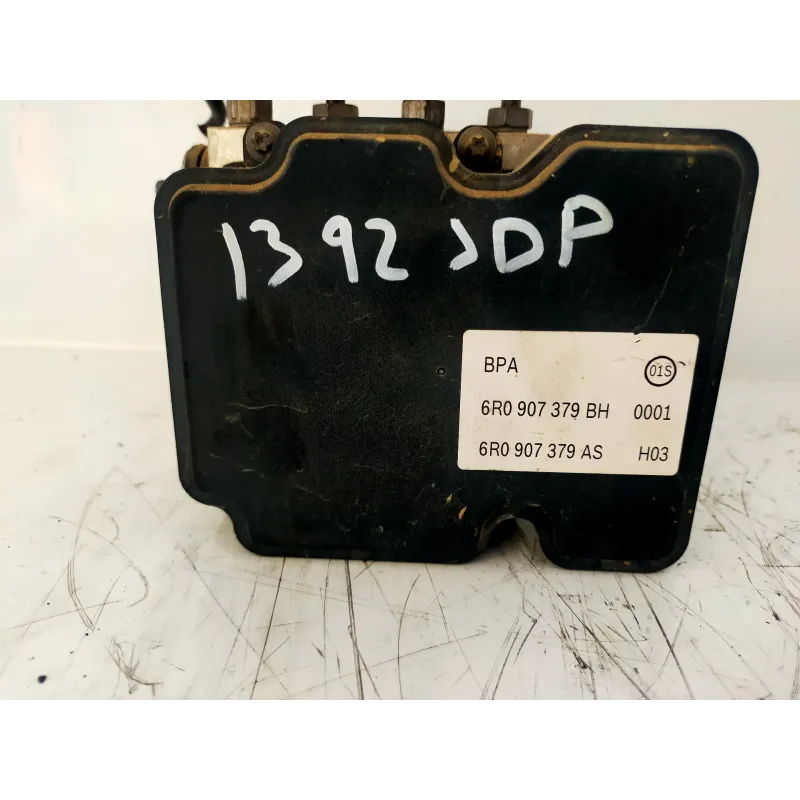 1392 JDP
BPA 01S
6R0 907 379 BH 0001
6R0 907 379 AS H03